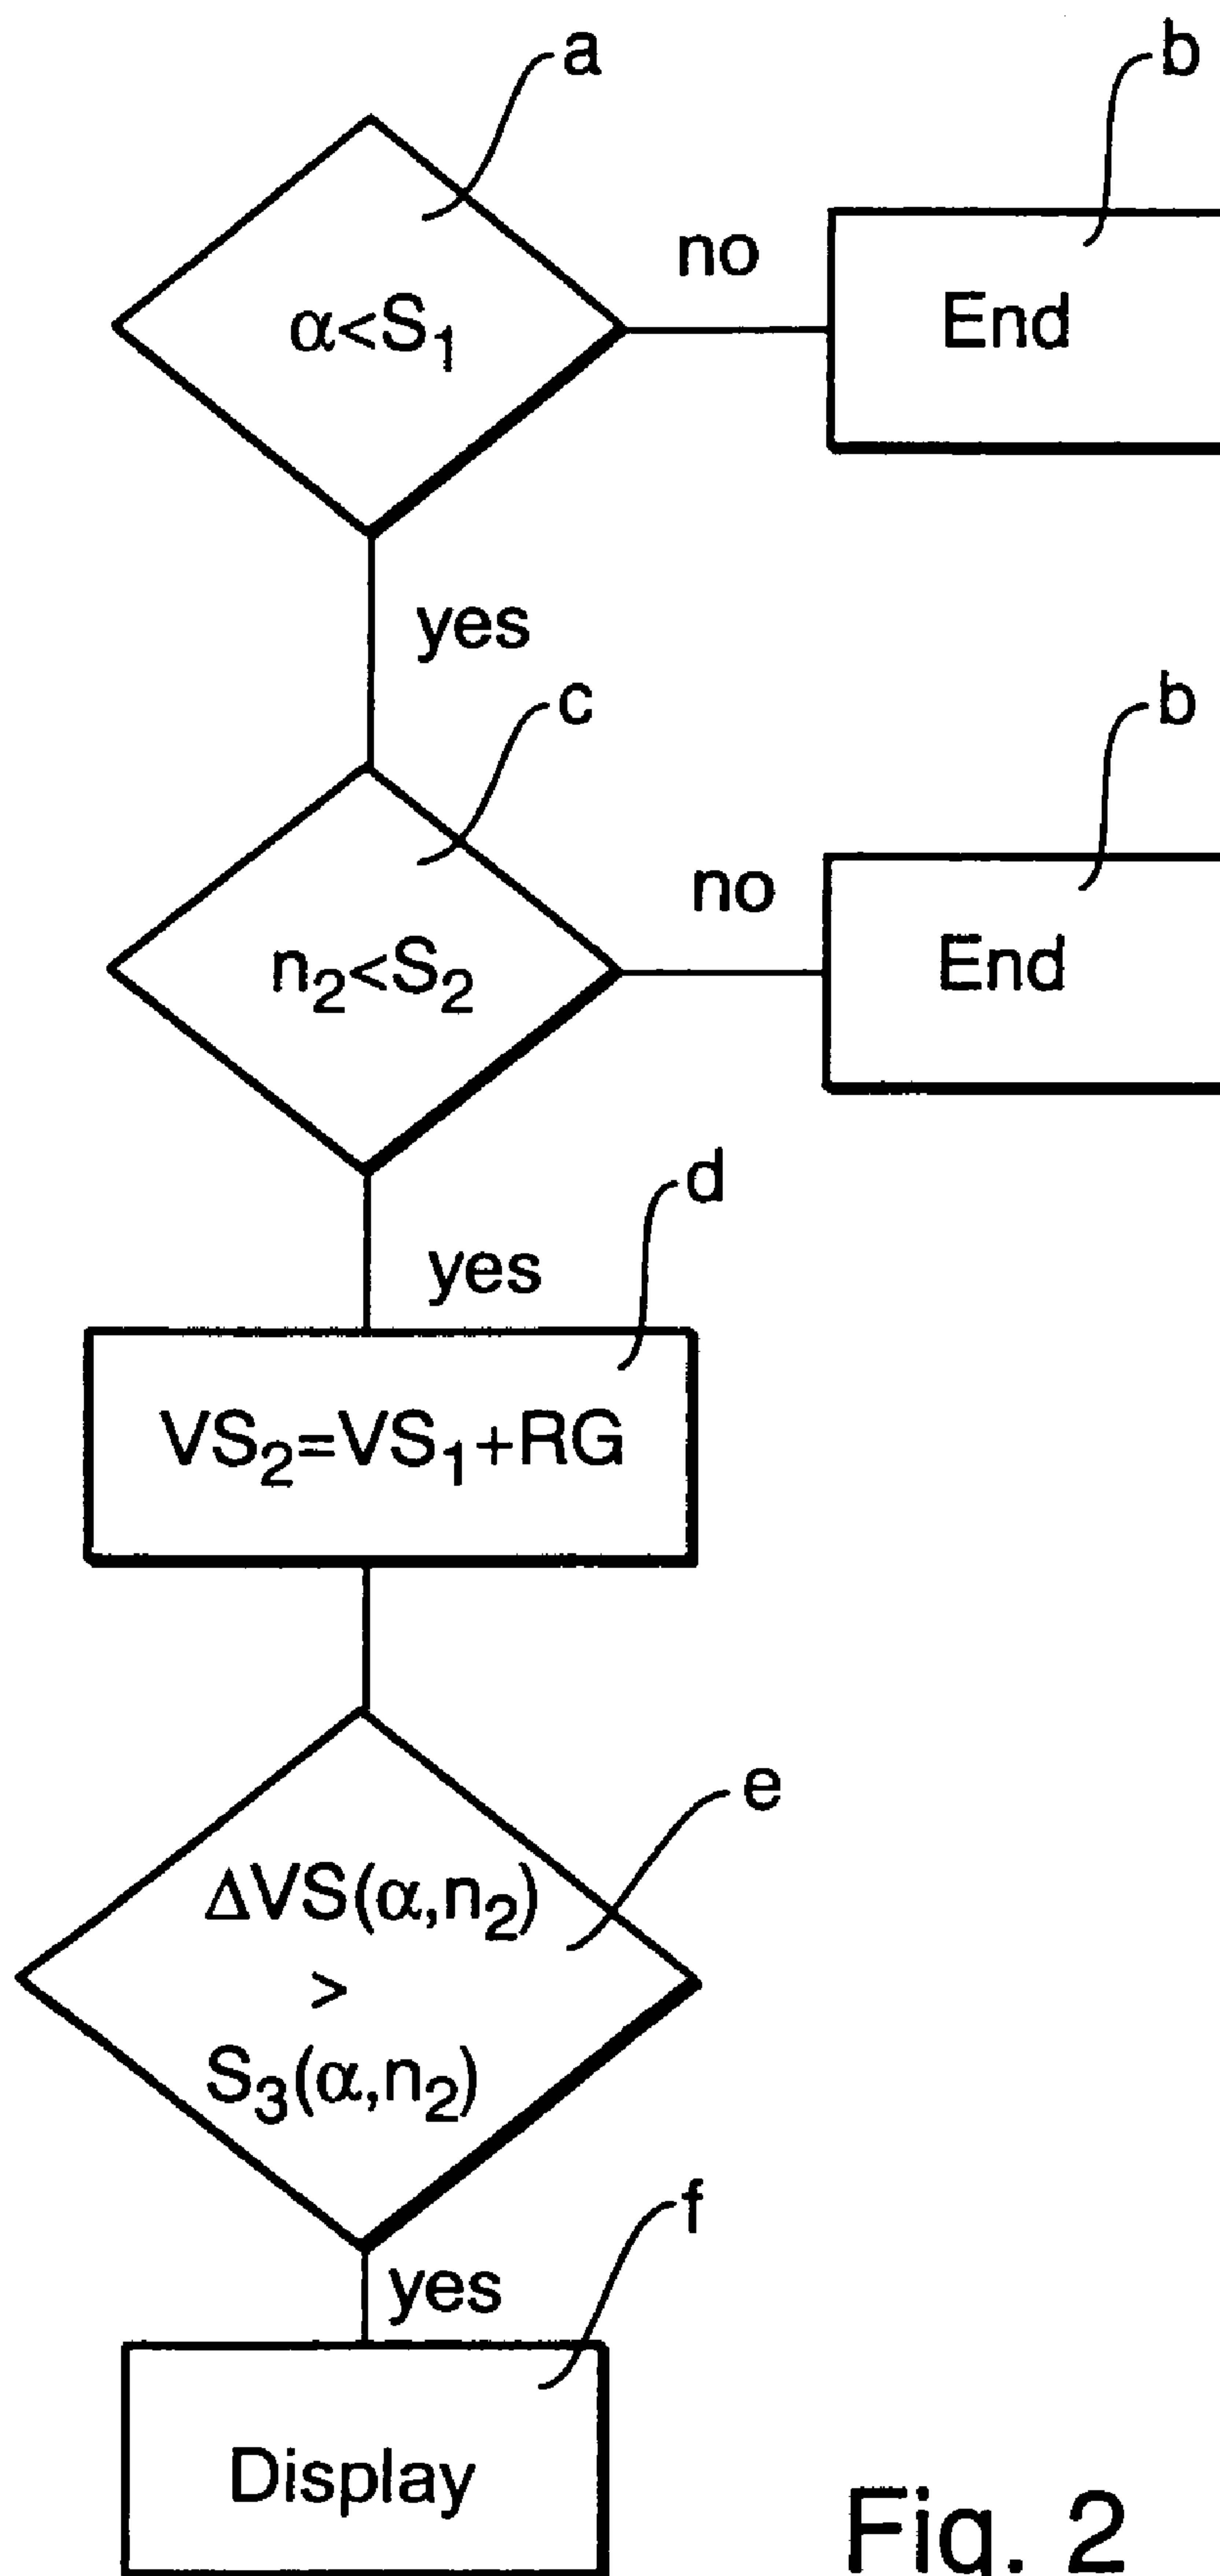 a
b
no
End
α<S₁
yes
c
b
no
End
n₂<S₂
d
yes
VS₂=VS₁+RG
e
ΔVS(α,n₂)
>
S₃(α,n₂)
f
yes
Display
Fig. 2